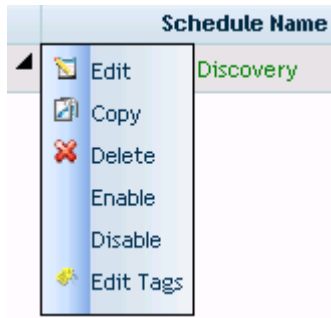 Schedule Name
Edit
Discovery
Copy
Delete
Enable
Disable
Edit Tags